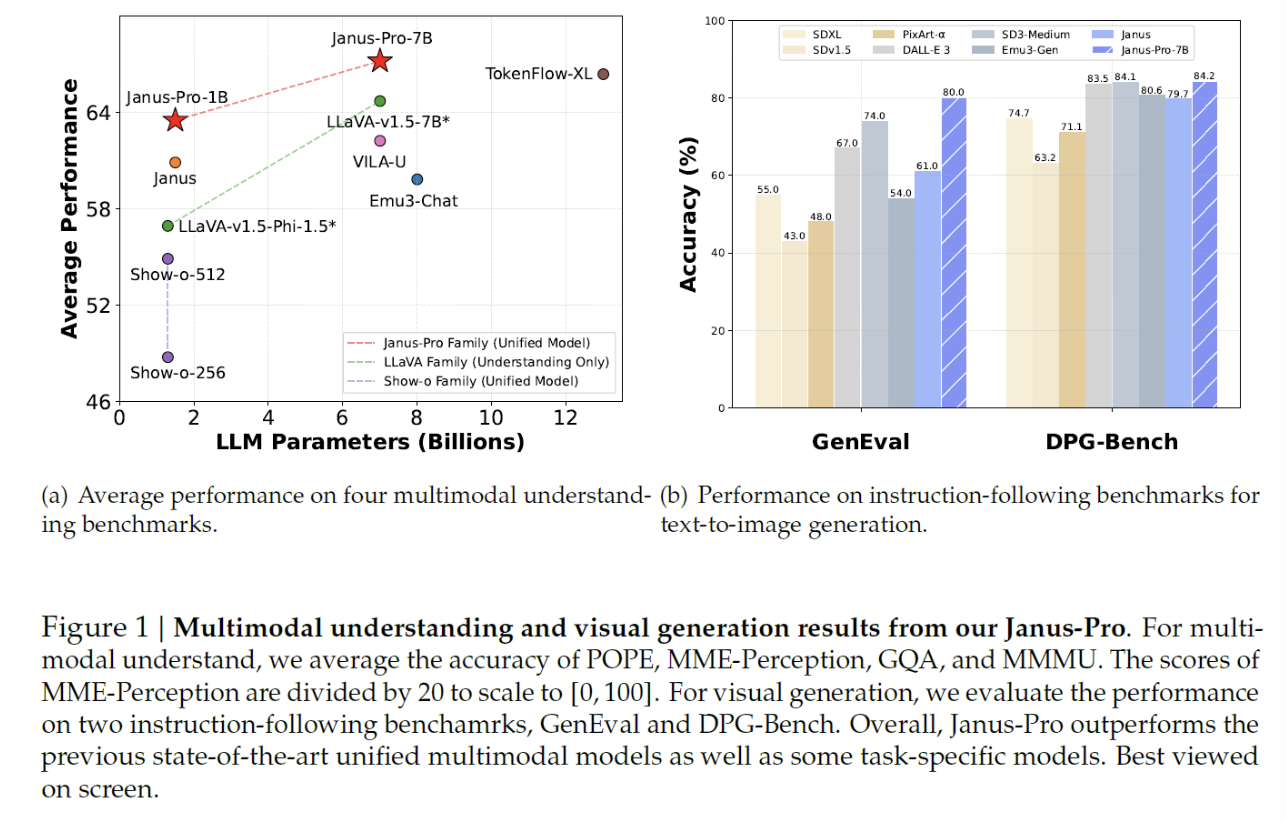 Average Performance
64
58
52
46
Janus-Pro-7B
TokenFlow-XL
Janus-Pro-1B
LLaVA-v1.5-7B*
VILA-U
Janus
Emu3-Chat
LLaVA-v1.5-Phi-1.5*
Show-o-512
Show-o-256
Janus-Pro Family (Unified Model)
LLaVA Family (Understanding Only)
Show-o Family (Unified Model)
0 2 4 6 8 10 12
LLM Parameters (Billions)
(a) Average performance on four multimodal understand-
ing benchmarks.
Accuracy (%)
100
80
60
40
20
0
SDXL PixArt-α SD3-Medium Janus
SDv1.5 DALL-E 3 Emu3-Gen Janus-Pro-7B
55.0 43.0 48.0 67.0 74.0 54.0 61.0 80.0
74.7 63.2 71.1 83.5 84.1 80.6 79.7 84.2
GenEval DPG-Bench
(b) Performance on instruction-following benchmarks for
text-to-image generation.
Figure 1 | Multimodal understanding and visual generation results from our Janus-Pro. For multi-
modal understand, we average the accuracy of POPE, MME-Perception, GQA, and MMMU. The scores of
MME-Perception are divided by 20 to scale to [0, 100]. For visual generation, we evaluate the performance
on two instruction-following benchamrks, GenEval and DPG-Bench. Overall, Janus-Pro outperforms the
previous state-of-the-art unified multimodal models as well as some task-specific models. Best viewed
on screen.